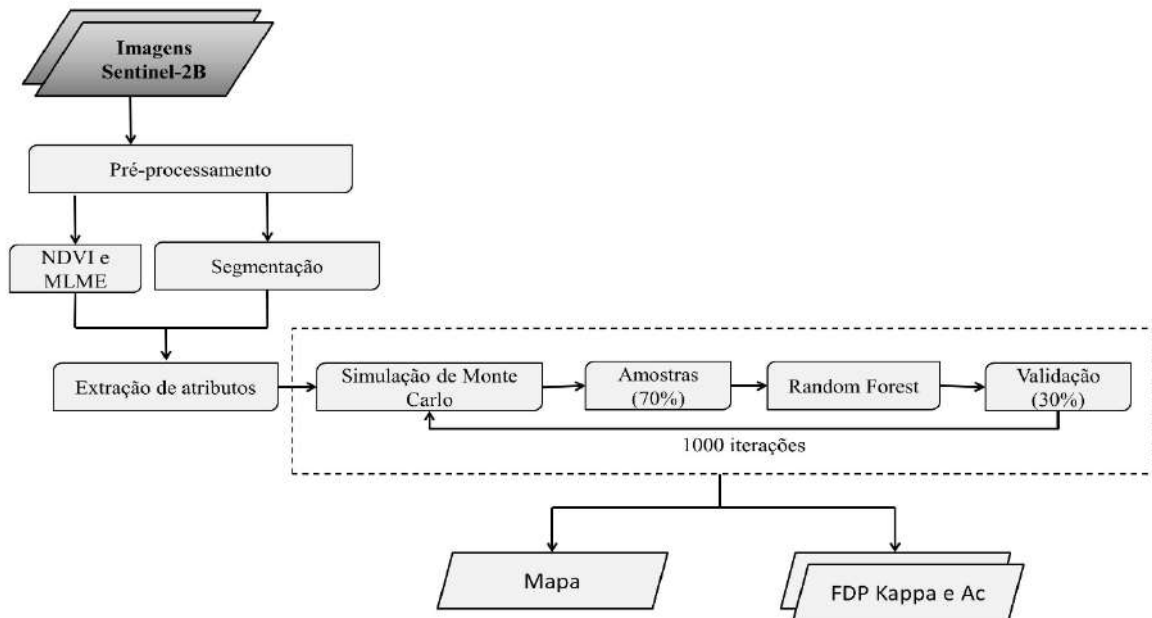 Imagens
Sentinel-2B
Pré-processamento
NDVI e
MLME
Segmentação
Extração de atributos
Simulação de Monte
Carlo
Amostras
(70%)
Random Forest
Validação
(30%)
1000 iterações
Mapa
FDP Kappa e Ac